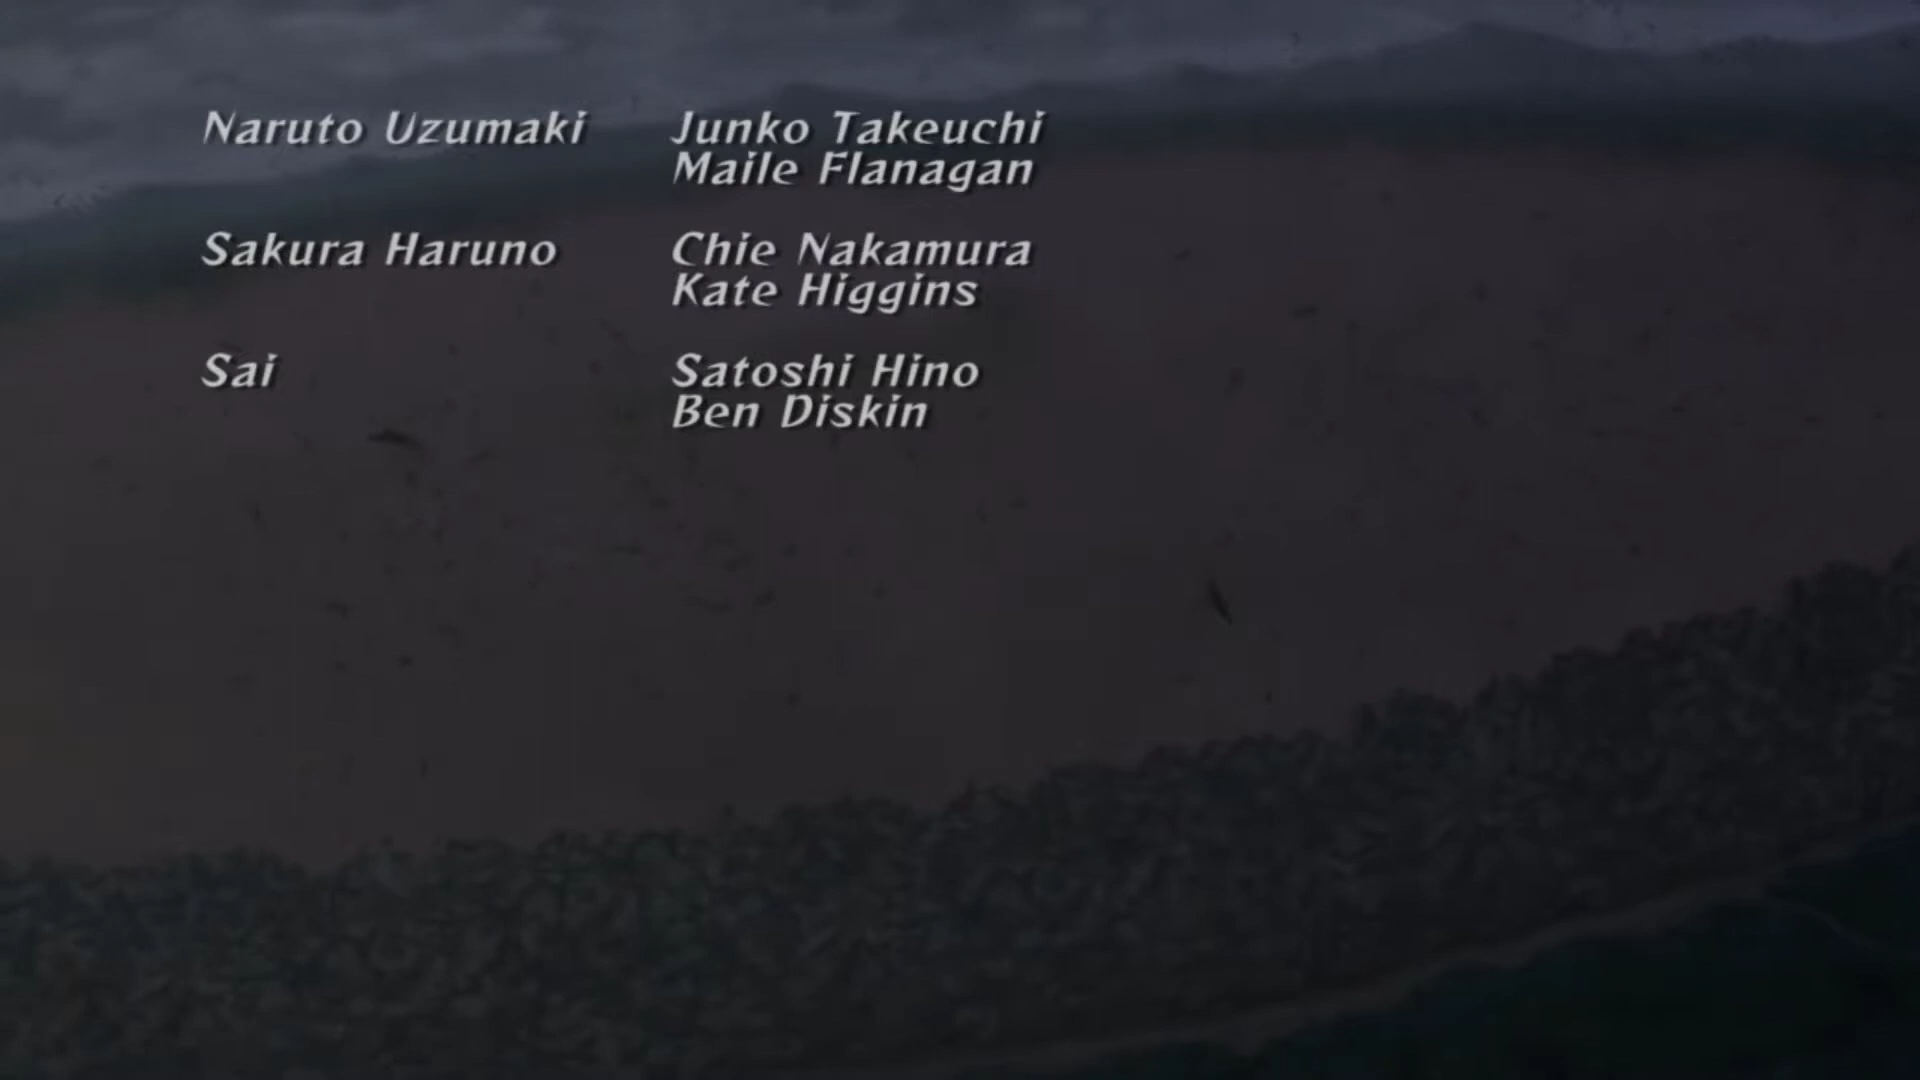 Naruto Uzumaki Junko Takeuchi
Maile Flanagan
Sakura Haruno Chie Nakamura
Kate Higgins
Sai Satoshi Hino
Ben Diskin